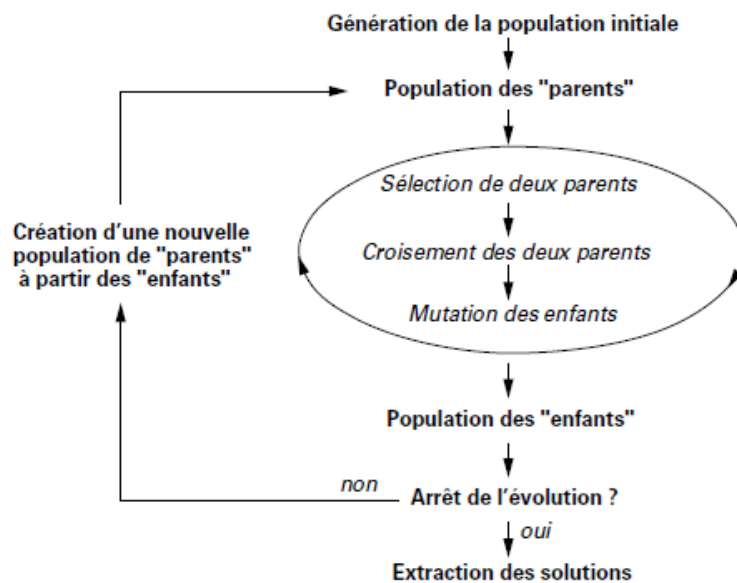 Génération de la population initiale
Population des "parents"
Sélection de deux parents
Croisement des deux parents
Mutation des enfants
Population des "enfants"
Arrêt de l'évolution ?
non
Création d'une nouvelle
population de "parents"
à partir des "enfants"
oui
Extraction des solutions